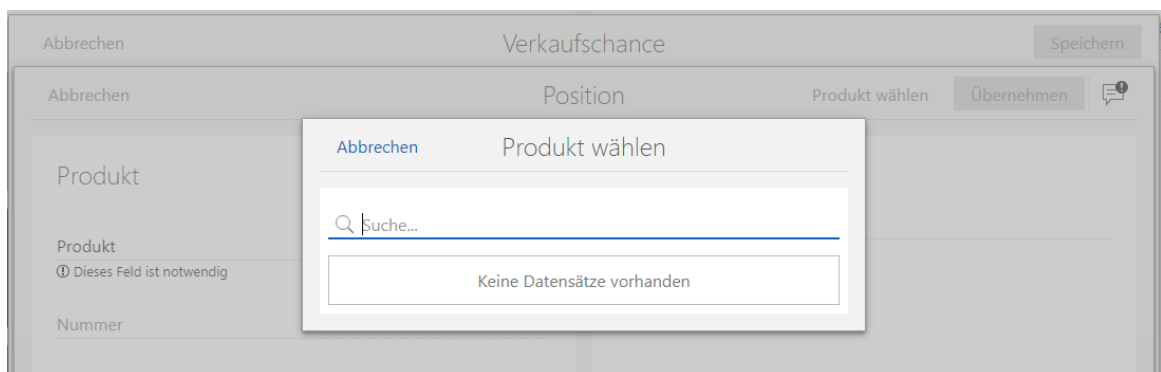 Abbrechen Verkaufschance Speichern
Abbrechen Position Produkt wählen Übernehmen
Abbrechen Produkt wählen
Produkt
Suche...
Produkt
Dieses Feld ist notwendig
Keine Datensätze vorhanden
Nummer